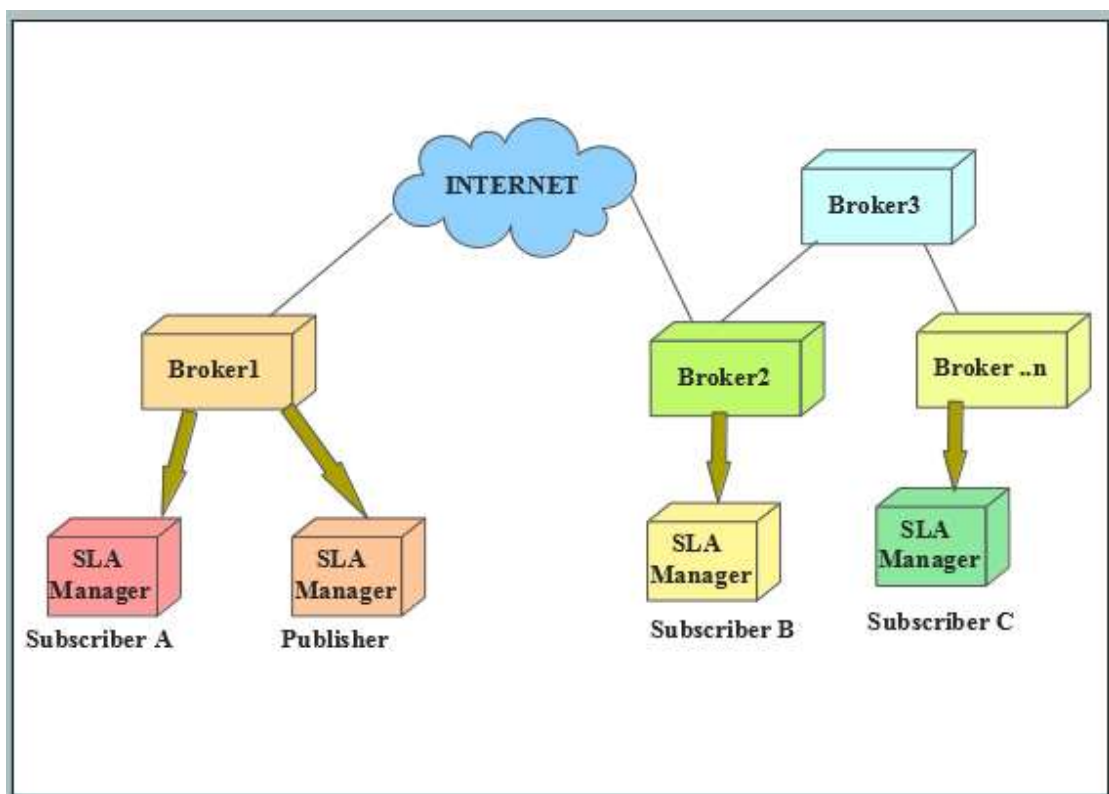 INTERNET
Broker3
Broker1
Broker2
Broker ..n
SLA
Manager
Subscriber A
SLA
Manager
Publisher
SLA
Manager
Subscriber B
SLA
Manager
Subscriber C